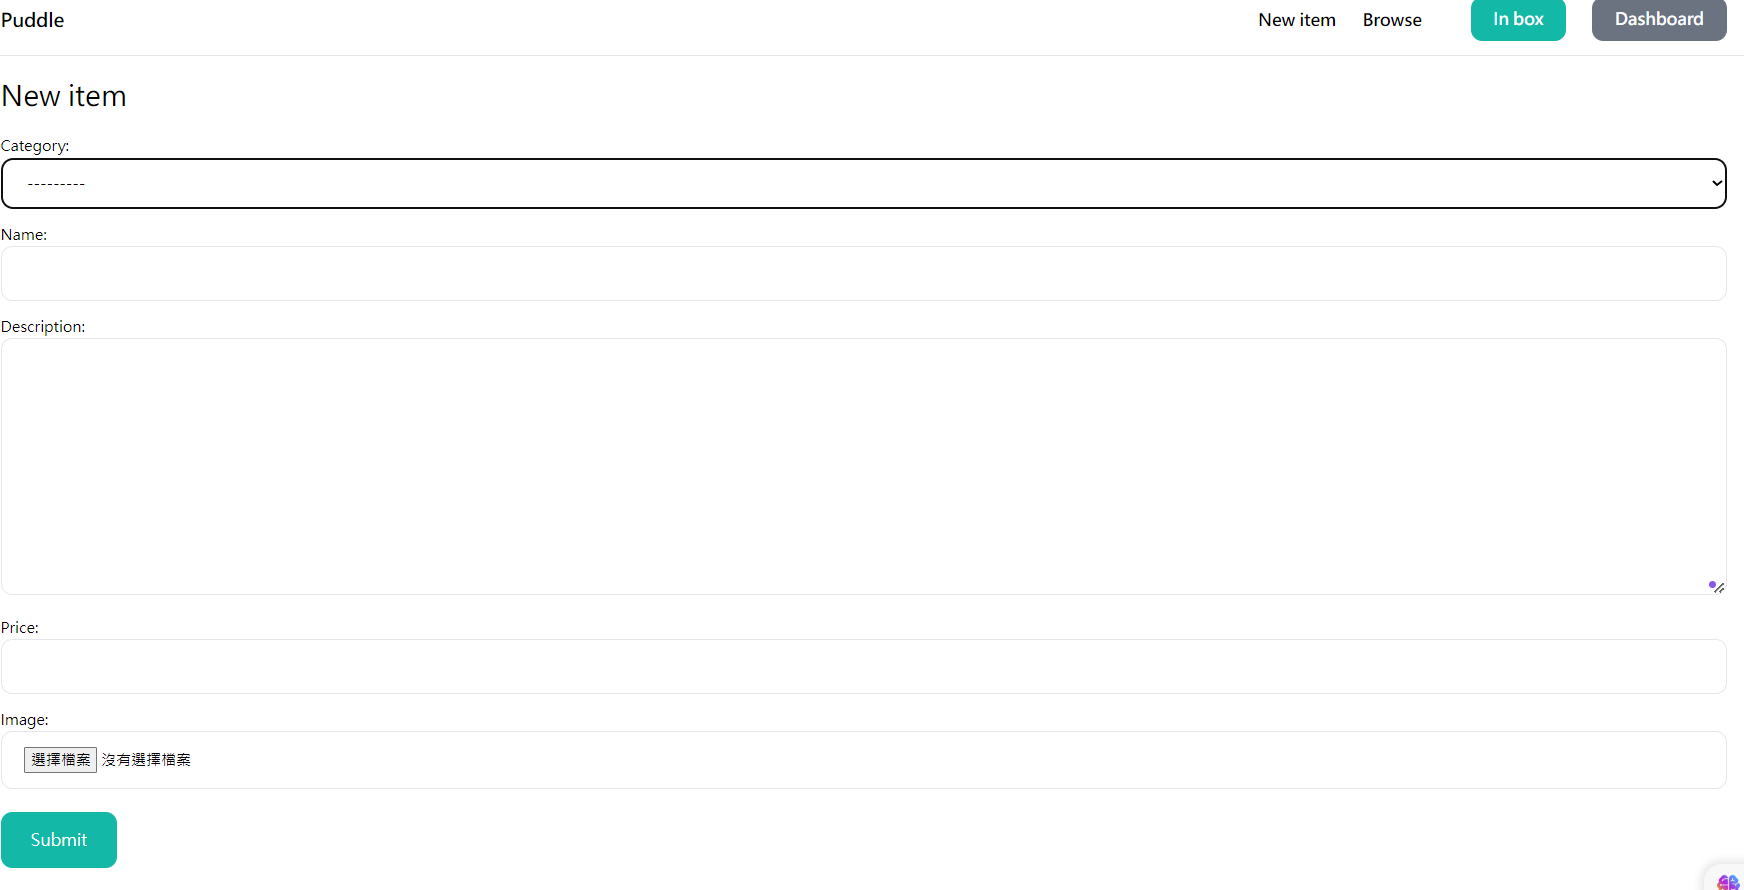 Puddle New item Browse In box Dashboard
New item
Category:
---------
Name:
Description:
Price:
Image:
選擇檔案 沒有選擇檔案
Submit